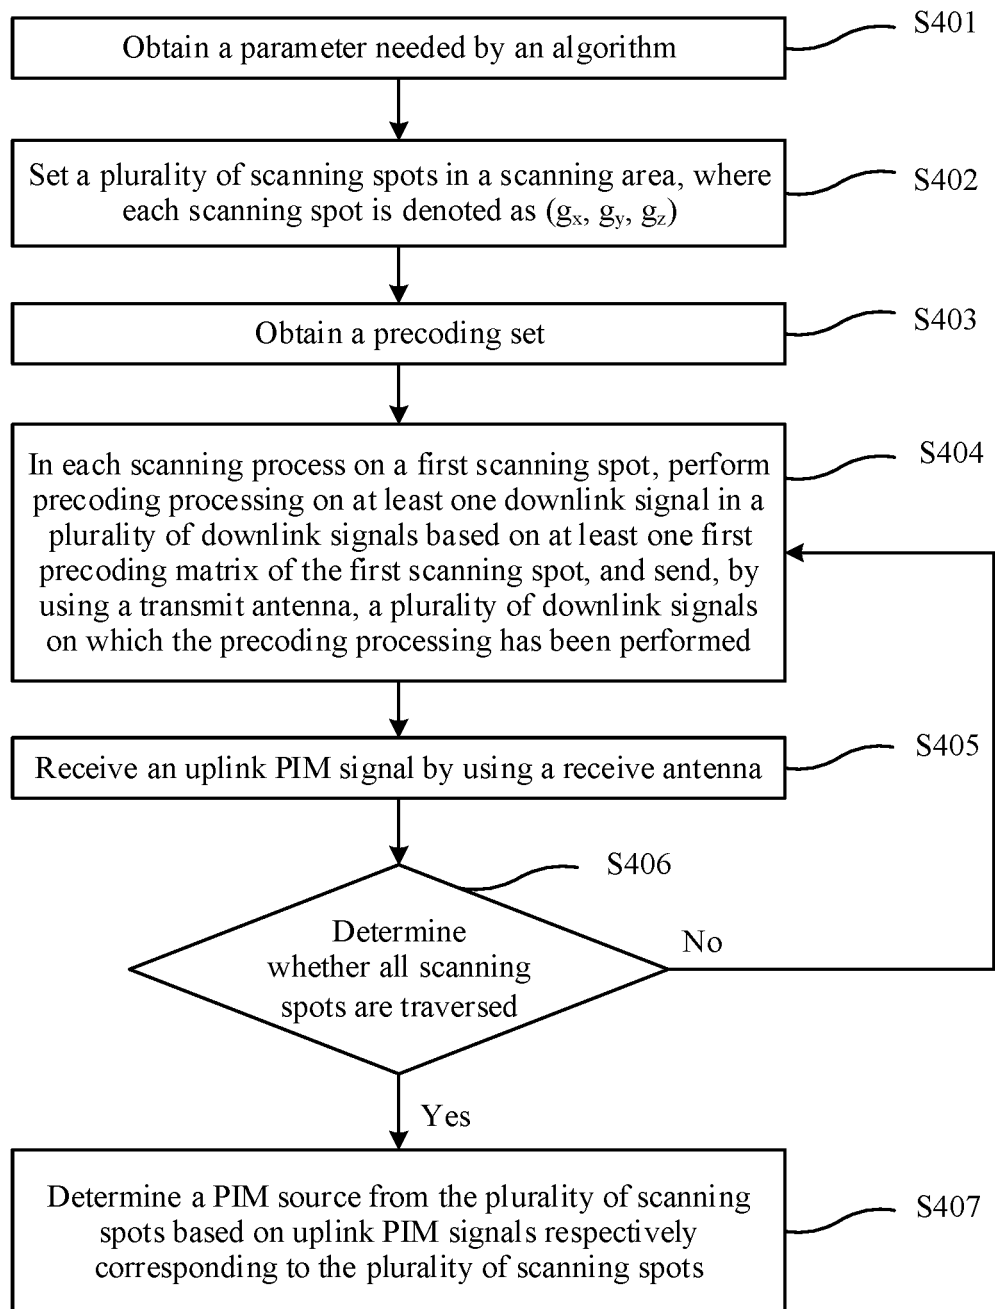 S401
Obtain a parameter needed by an algorithm
S402
Set a plurality of scanning spots in a scanning area, where
each scanning spot is denoted as (gx, gy, gz)
S403
Obtain a precoding set
S404
In each scanning process on a first scanning spot, perform
precoding processing on at least one downlink signal in a
plurality of downlink signals based on at least one first
precoding matrix of the first scanning spot, and send, by
using a transmit antenna, a plurality of downlink signals
on which the precoding processing has been performed
S405
Receive an uplink PIM signal by using a receive antenna
S406
Determine
whether all scanning
spots are traversed
No
Yes
S407
Determine a PIM source from the plurality of scanning
spots based on uplink PIM signals respectively
corresponding to the plurality of scanning spots